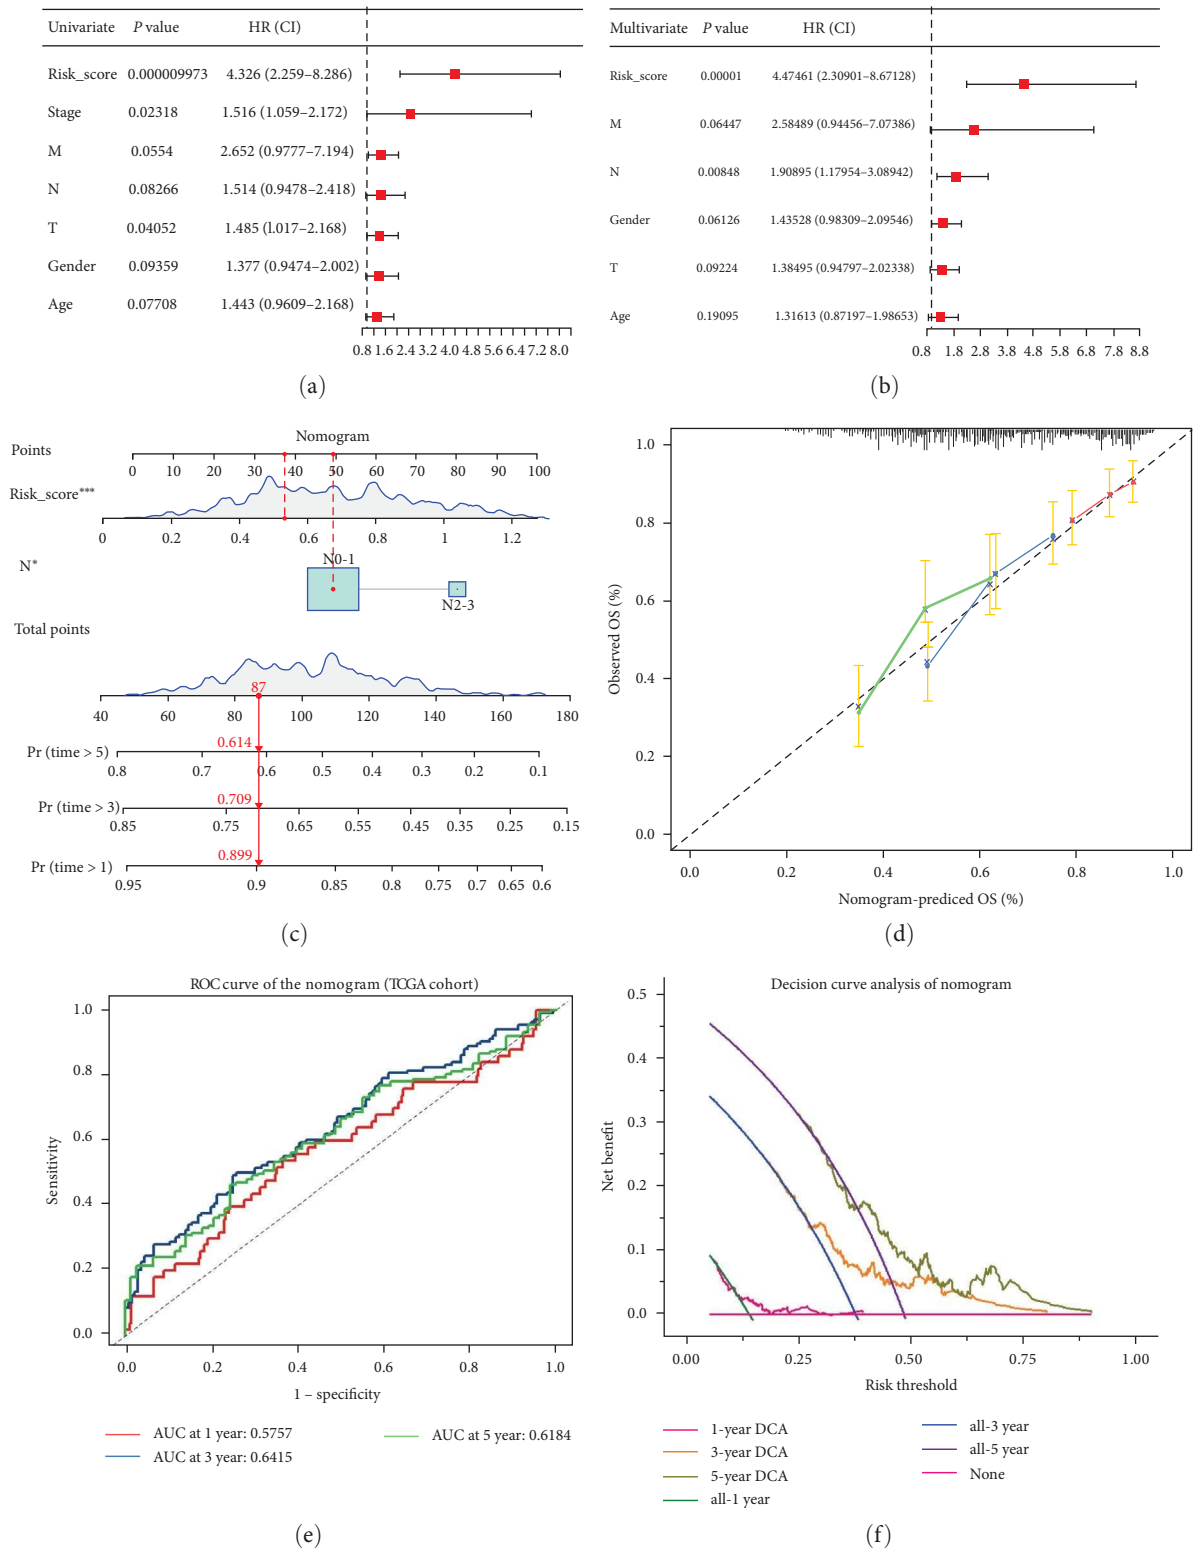 Univariate P value HR (CI)
Risk_score 0.000009973 4.326 (2.259–8.286)
Stage 0.02318 1.516 (1.059–2.172)
M 0.0554 2.652 (0.9777–7.194)
N 0.08266 1.514 (0.9478–2.418)
T 0.04052 1.485 (1.017–2.168)
Gender 0.09359 1.377 (0.9474–2.002)
Age 0.07708 1.443 (0.9609–2.168)
0.8 1.6 2.4 3.2 4.0 4.8 5.6 6.4 7.2 8.0
(a)
Multivariate P value HR (CI)
Risk_score 0.00001 4.47461 (2.30901–8.67128)
M 0.06447 2.58489 (0.94456–7.07386)
N 0.00848 1.90895 (1.17954–3.08942)
Gender 0.06126 1.43528 (0.98309–2.09546)
T 0.09224 1.38495 (0.94797–2.02338)
Age 0.19095 1.31613 (0.87197–1.98653)
0.8 1.8 2.8 3.8 4.8 5.8 6.8 7.8 8.8
(b)
Nomogram
Points
0 10 20 30 40 50 60 70 80 90 100
Risk_score***
0 0.2 0.4 0.6 0.8 1 1.2
N*
N0-1
N2-3
Total points
87
40 60 80 100 120 140 160 180
0.614
Pr (time > 5)
0.8 0.7 0.6 0.5 0.4 0.3 0.2 0.1
0.709
Pr (time > 3)
0.85 0.75 0.65 0.55 0.45 0.35 0.25 0.15
0.899
Pr (time > 1)
0.95 0.9 0.85 0.8 0.75 0.7 0.65 0.6
(c)
Observed OS (%)
1.0
0.8
0.6
0.4
0.2
0.0
0.0 0.2 0.4 0.6 0.8 1.0
Nomogram-prediced OS (%)
(d)
ROC curve of the nomogram (TCGA cohort)
Sensitivity
1.0
0.8
0.6
0.4
0.2
0.0
0.0 0.2 0.4 0.6 0.8 1.0
1 – specificity
AUC at 1 year: 0.5757
AUC at 3 year: 0.6415
AUC at 5 year: 0.6184
(e)
Decision curve analysis of nomogram
Net benefit
0.5
0.4
0.3
0.2
0.1
0.0
0.00 0.25 0.50 0.75 1.00
Risk threshold
1-year DCA
3-year DCA
5-year DCA
all-1 year
all-3 year
all-5 year
None
(f)